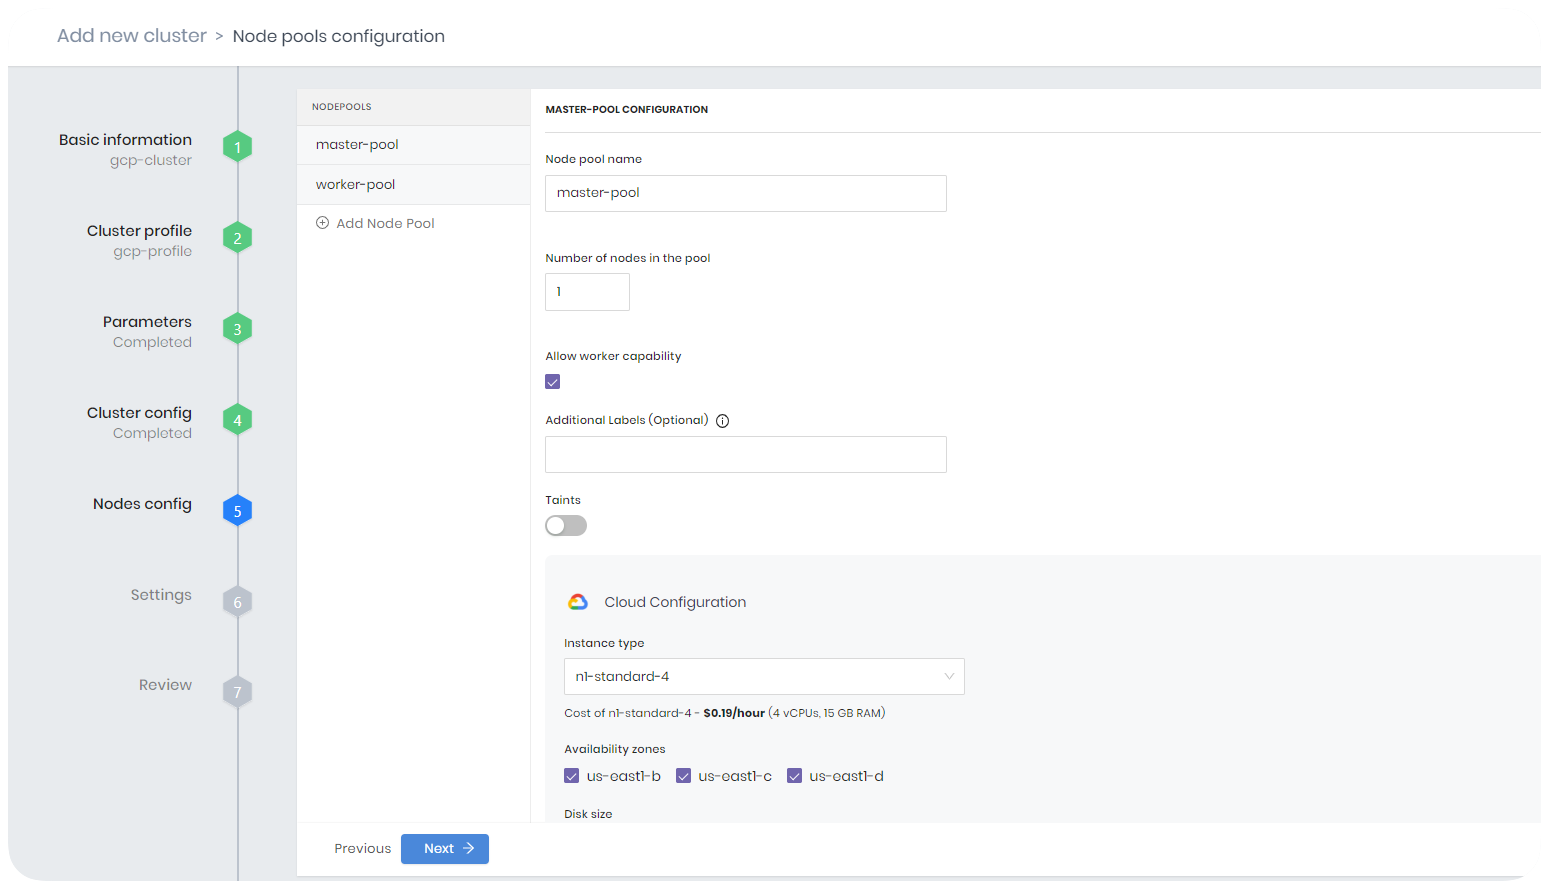 Add new cluster > Node pools configuration
Basic information
gcp-cluster
1
Cluster profile
gcp-profile
2
Parameters
Completed
3
Cluster config
Completed
4
Nodes config
5
Settings
6
Review
7
NODEPOOLS
master-pool
worker-pool
Add Node Pool
MASTER-POOL CONFIGURATION
Node pool name
master-pool
Number of nodes in the pool
1
Allow worker capability
Additional Labels (Optional)
Taints
Cloud Configuration
Instance type
n1-standard-4
Cost of n1-standard-4 - $0.19/hour (4 vCPUs, 15 GB RAM)
Availability zones
us-east1-b us-east1-c us-east1-d
Disk size
Previous Next